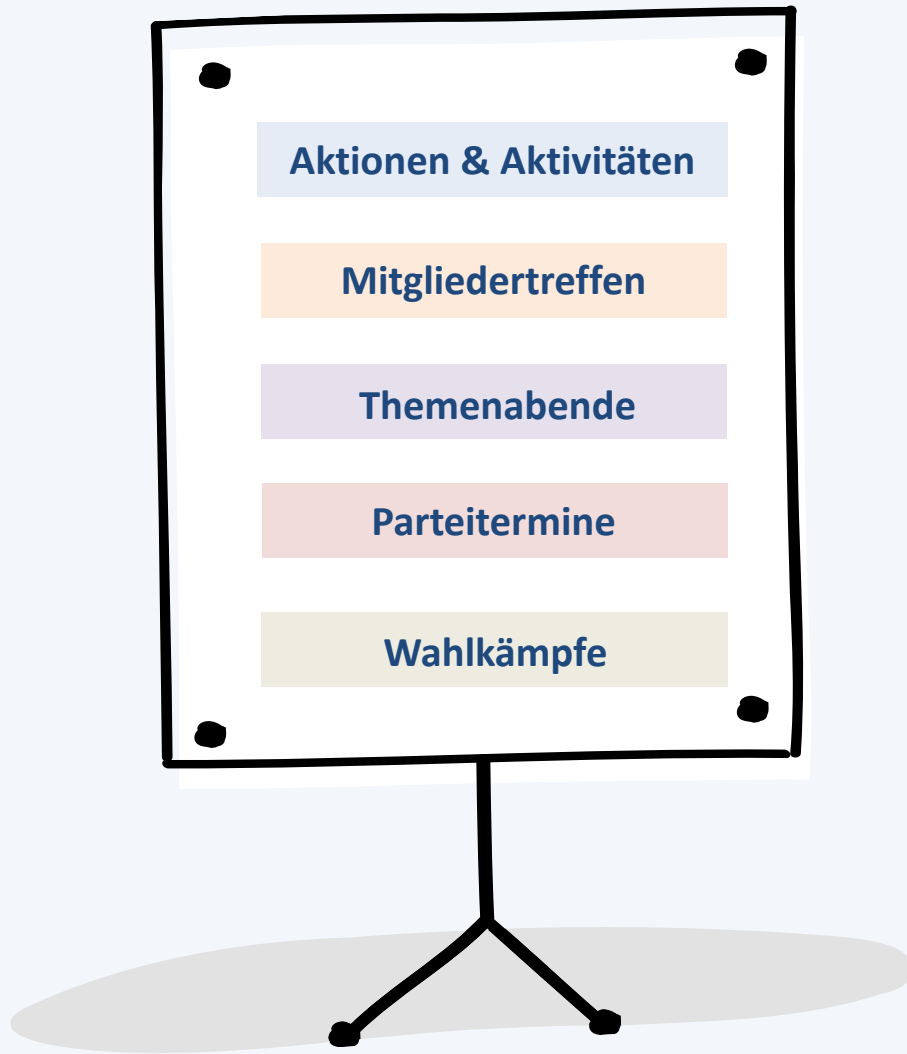 Aktionen & Aktivitäten
Mitgliedertreffen
Themenabende
Parteitermine
Wahlkämpfe